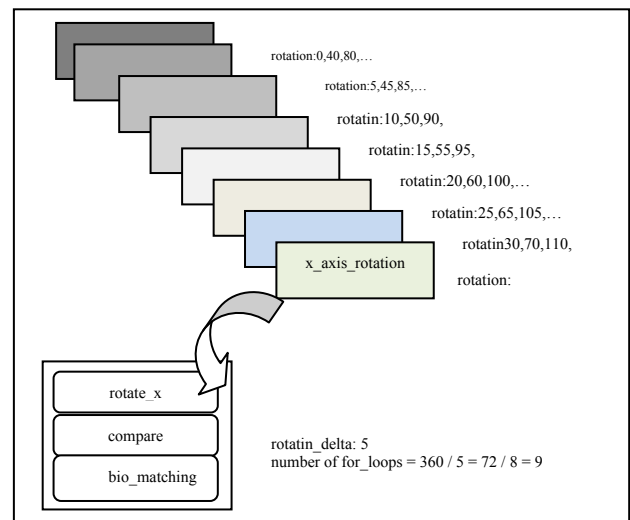 rotation:0,40,80,…
rotation:5,45,85,…
rotatin:10,50,90,
rotatin:15,55,95,
rotatin:20,60,100,…
rotatin:25,65,105,…
rotatin30,70,110,
x_axis_rotation
rotation:
rotate_x
compare
bio_matching
rotatin_delta: 5
number of for_loops = 360 / 5 = 72 / 8 = 9